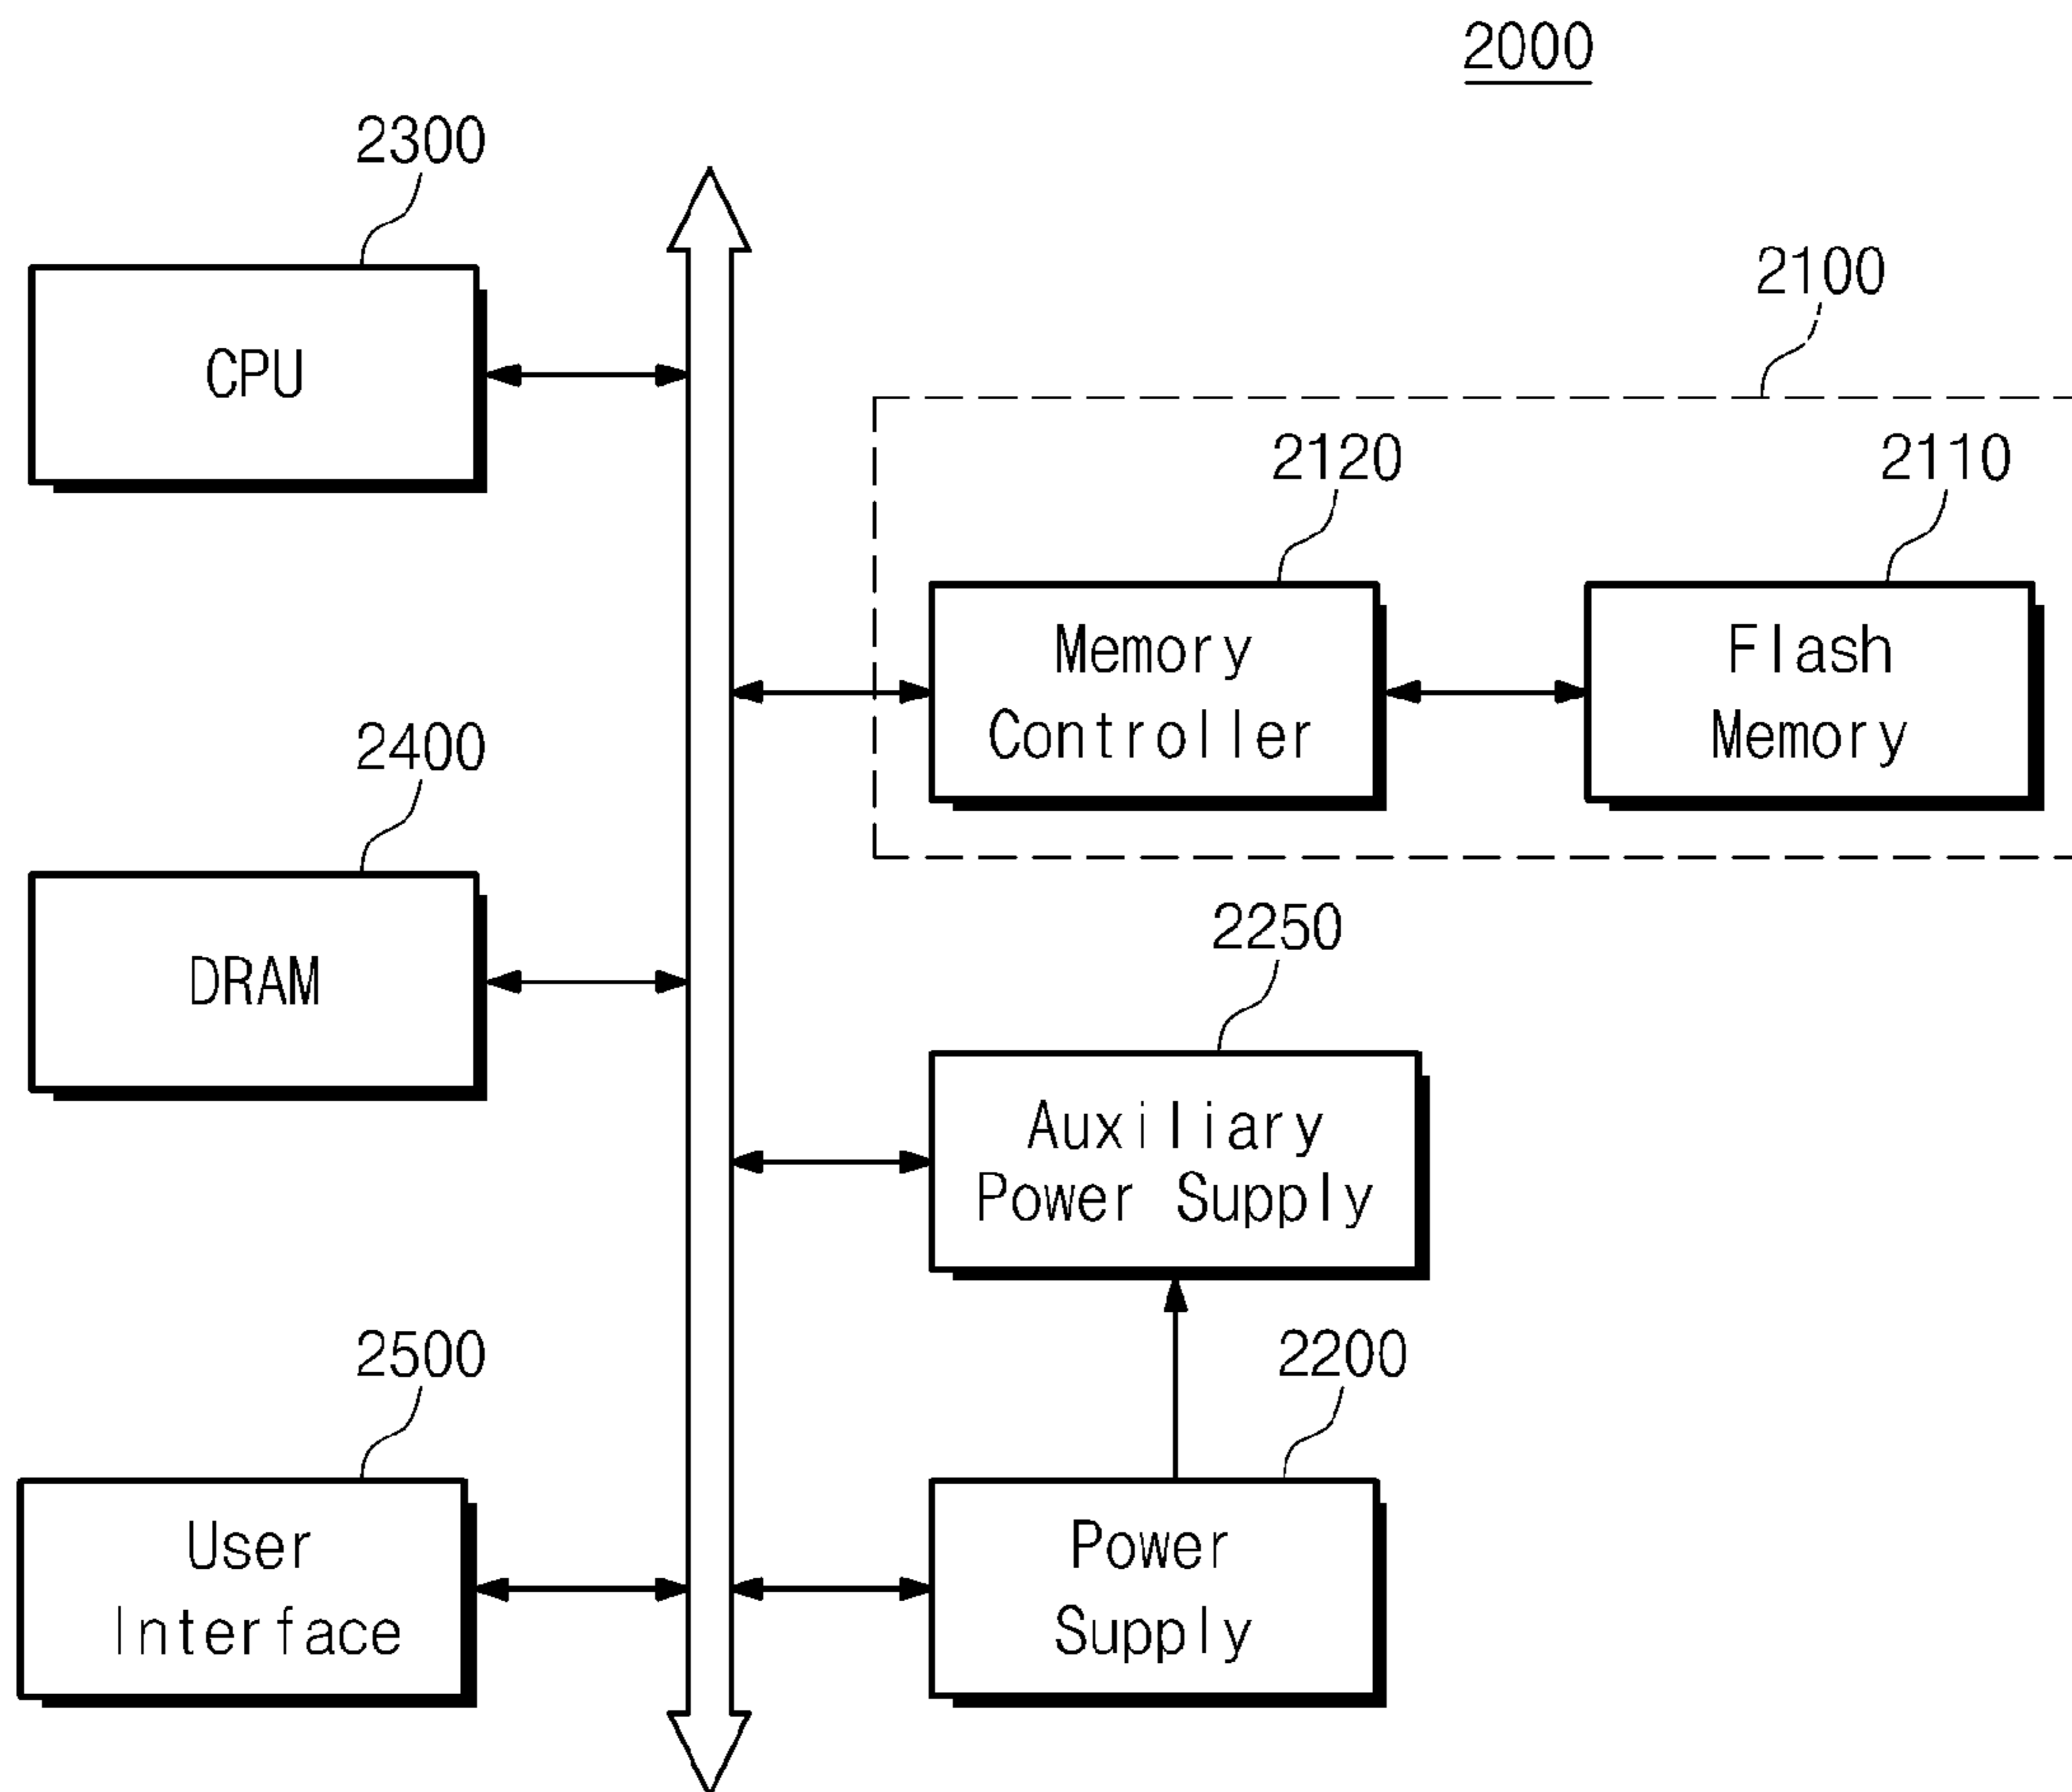 2000
2300
CPU
2100
2120
2110
Memory
Controller
Flash
Memory
2400
DRAM
2250
Auxiliary
Power Supply
2500
User
Interface
2200
Power
Supply